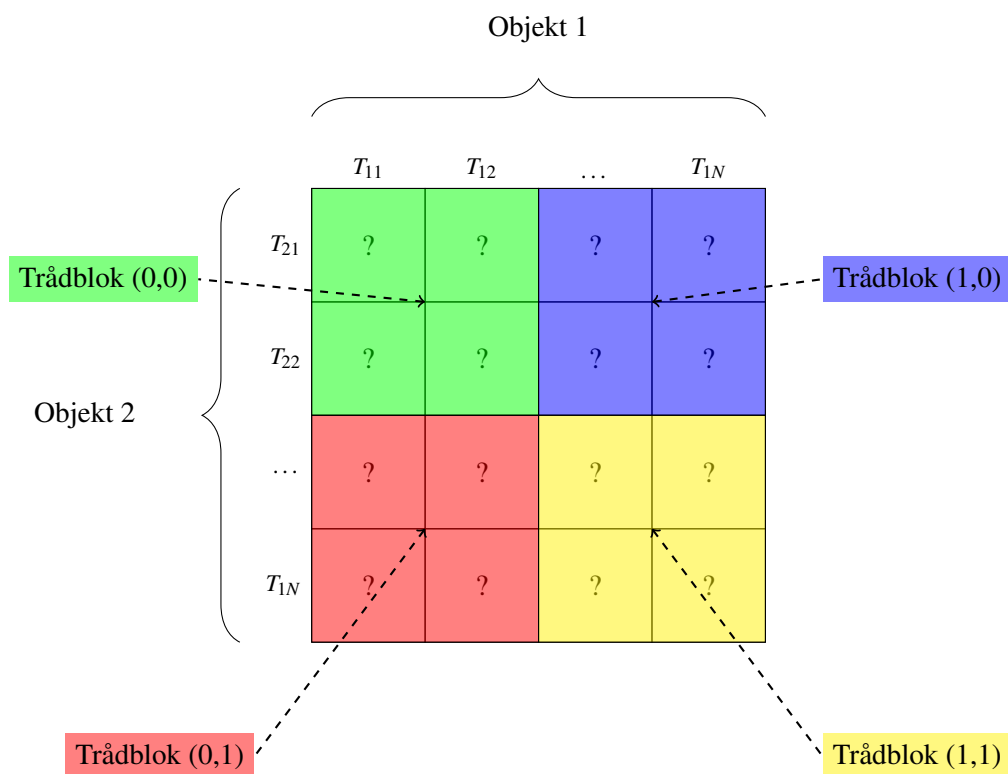 Objekt 1
T₁₁ T₁₂ ... T₁N
T₂₁ ? ? ? ?
Trådblok (0,0) Trådblok (1,0)
T₂₂ ? ? ? ?
Objekt 2
... ? ? ? ?
T₁N ? ? ? ?
Trådblok (0,1) Trådblok (1,1)